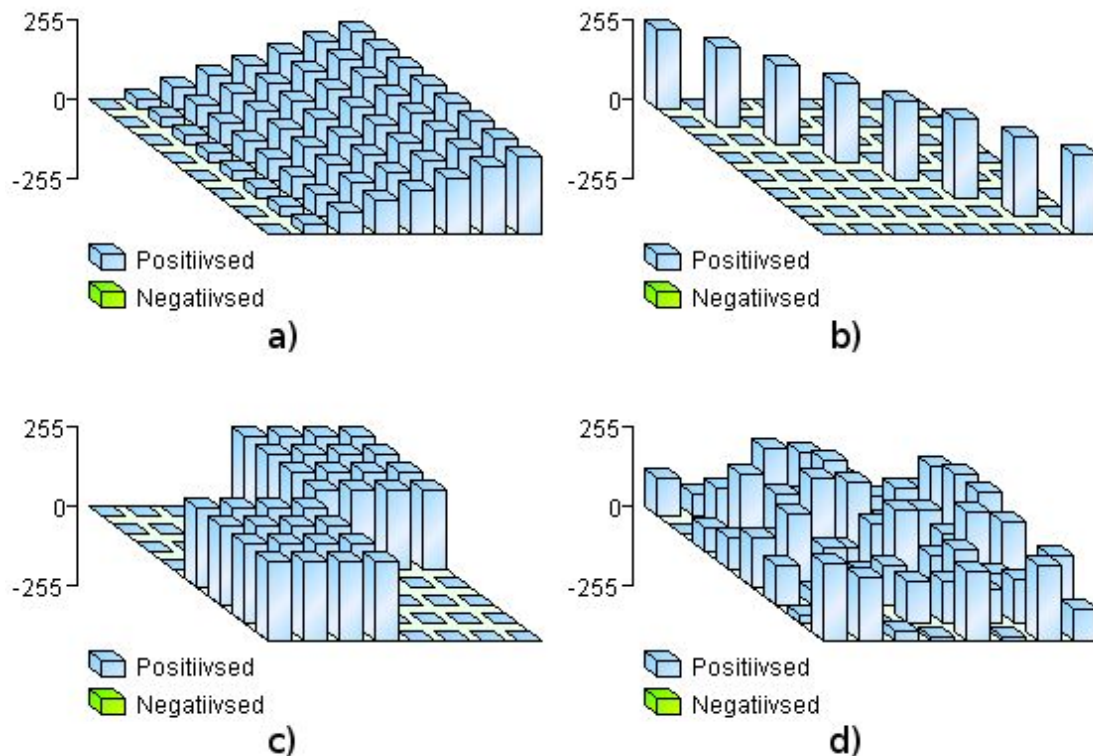 255
0
-255
Positiivsed
Negatiivsed
a)
255
0
-255
Positiivsed
Negatiivsed
b)
255
0
-255
Positiivsed
Negatiivsed
c)
255
0
-255
Positiivsed
Negatiivsed
d)